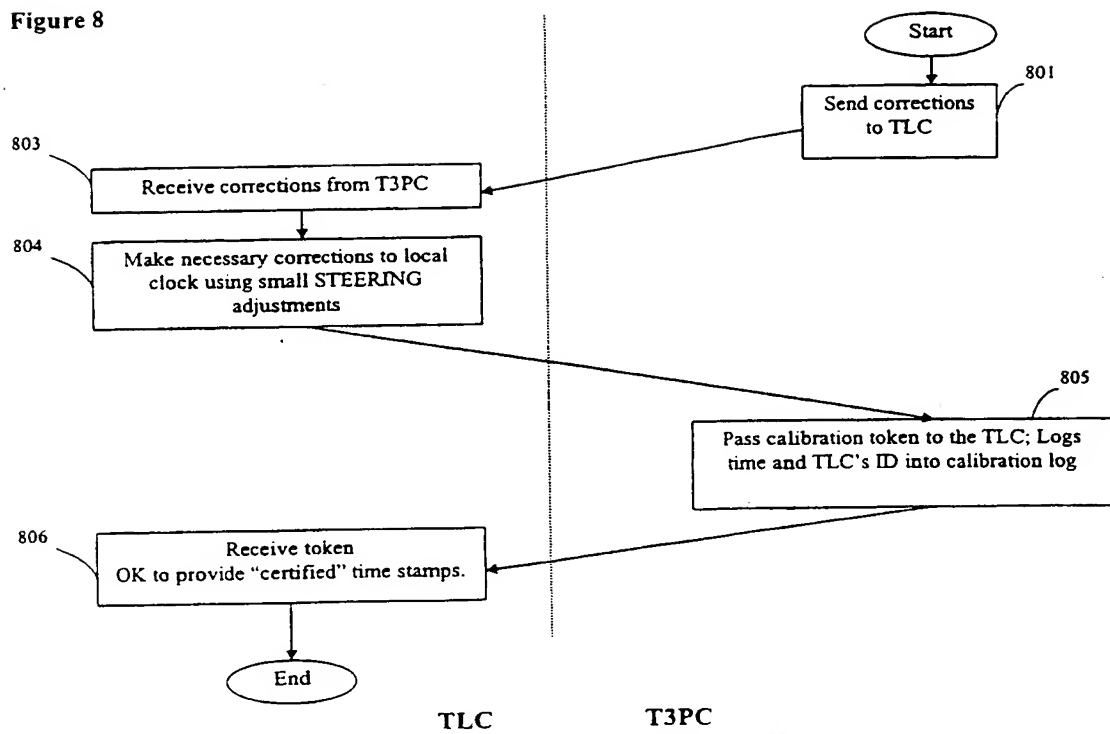 Figure 8
Start
801
Send corrections
to TLC
803
Receive corrections from T3PC
804
Make necessary corrections to local
clock using small STEERING
adjustments
805
Pass calibration token to the TLC; Logs
time and TLC's ID into calibration log
806
Receive token
OK to provide "certified" time stamps.
End
TLC
T3PC